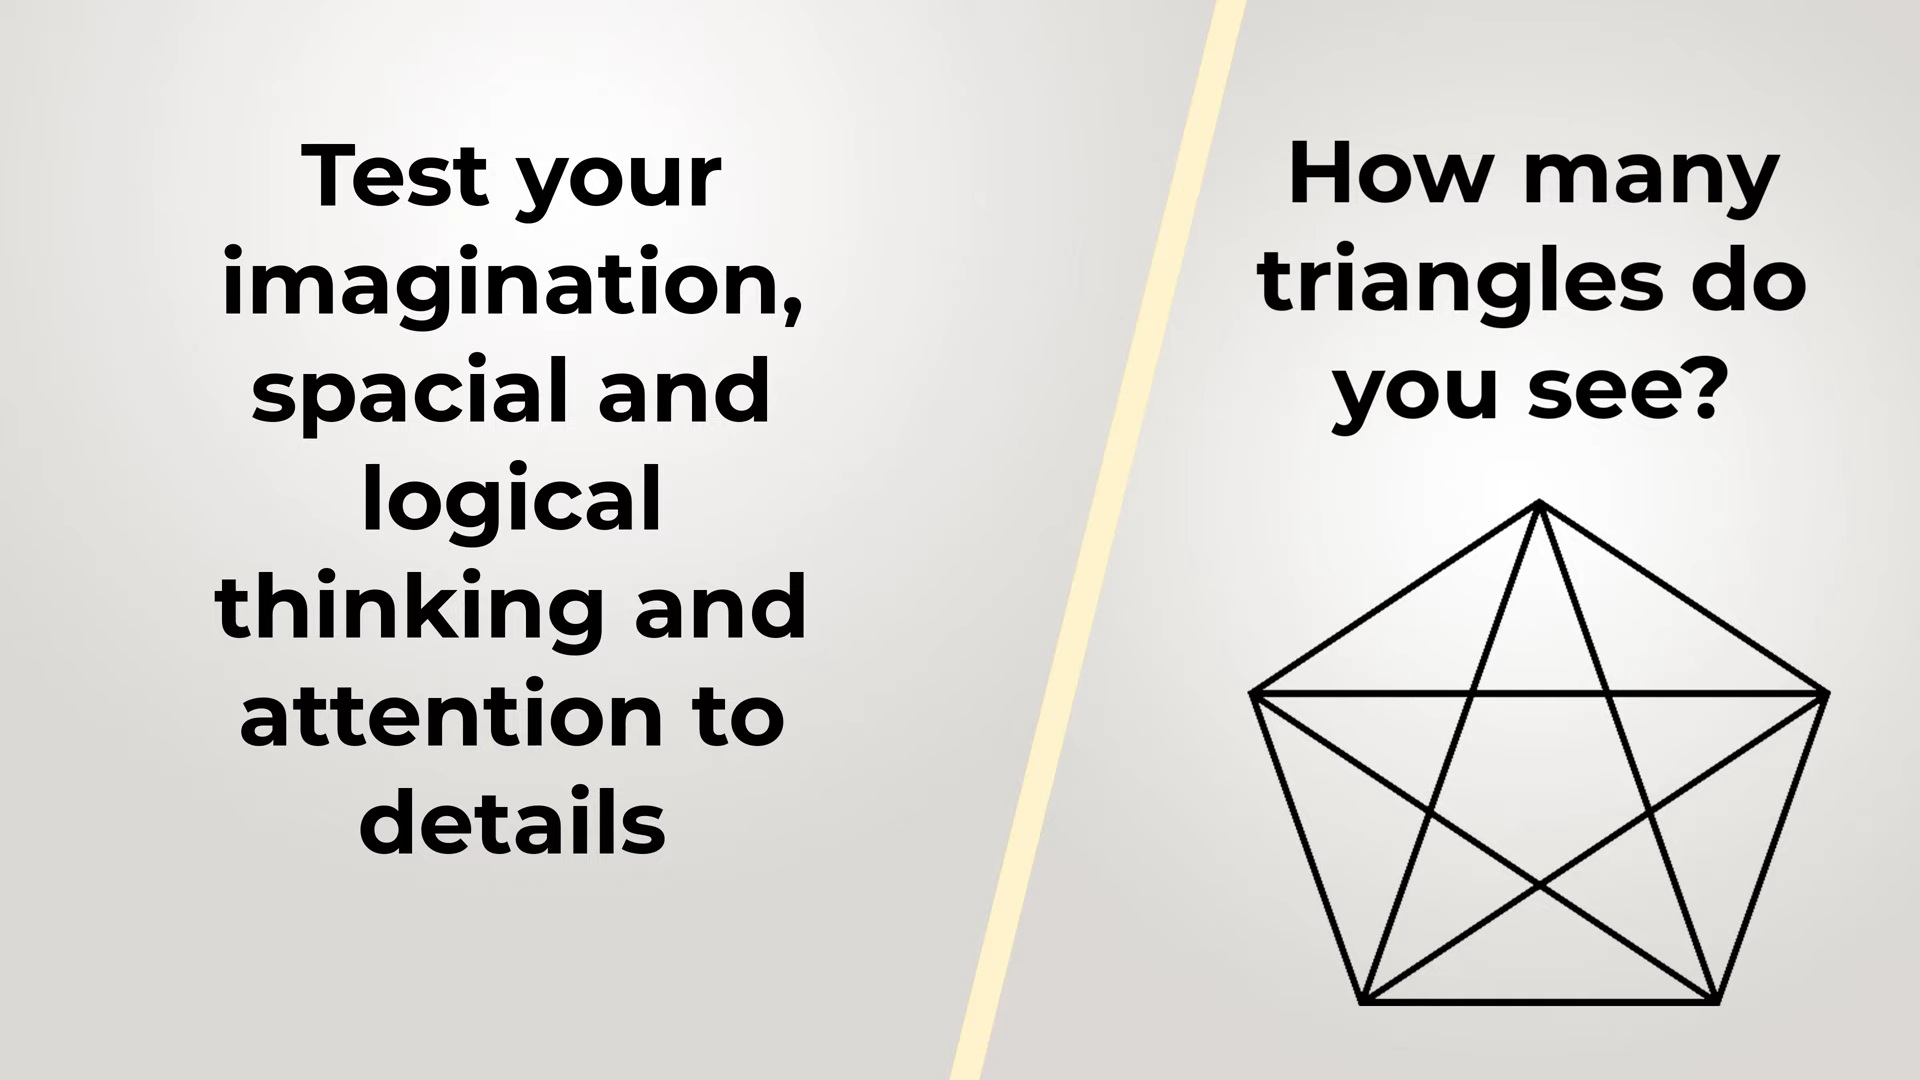 Test your
imagination,
spacial and
logical
thinking and
attention to
details
How many
triangles do
you see?